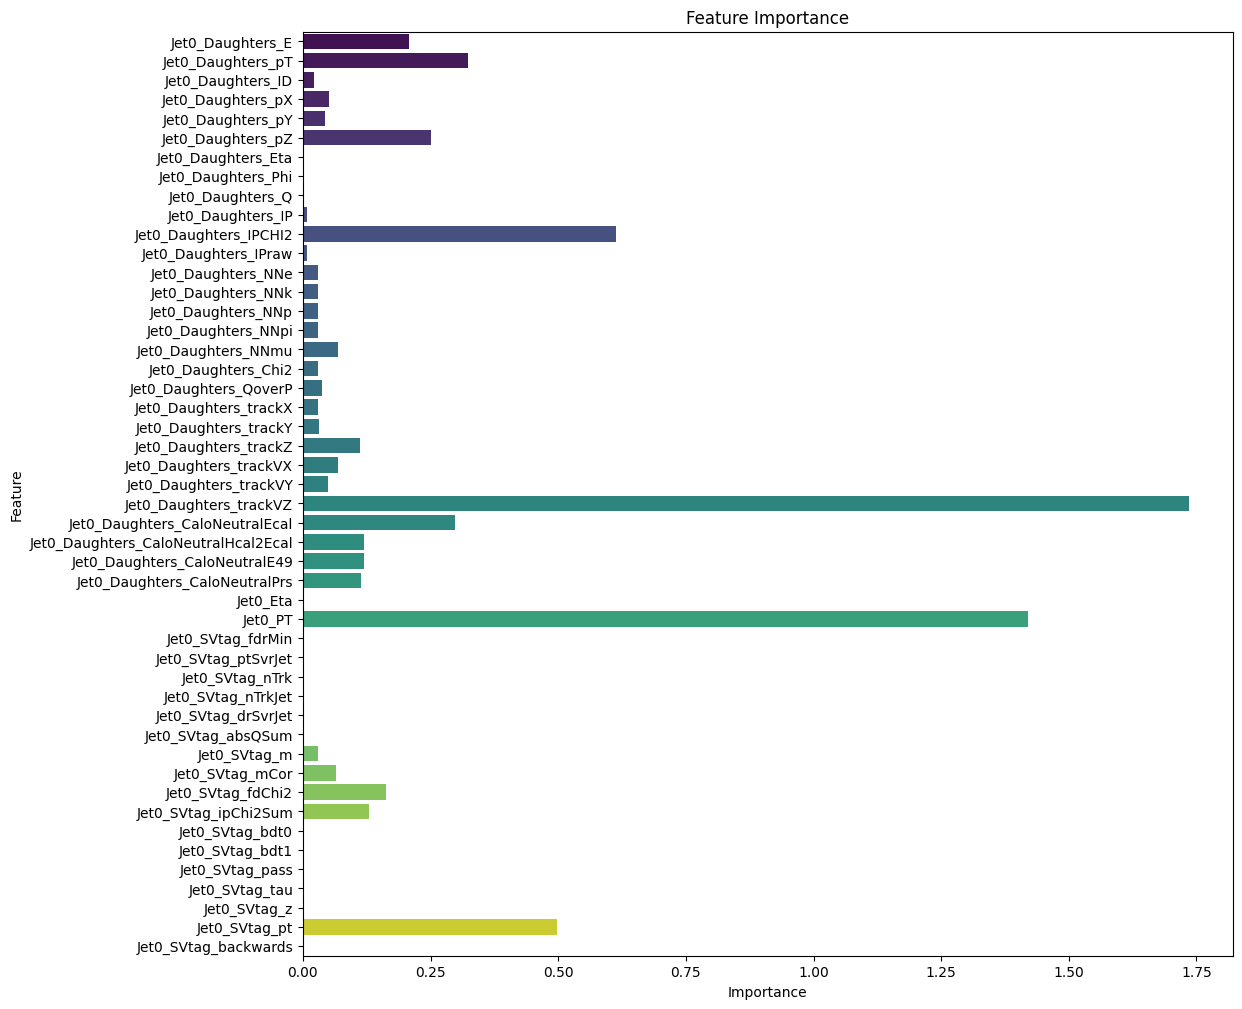 Feature Importance
Jet0_Daughters_E
Jet0_Daughters_pT
Jet0_Daughters_ID
Jet0_Daughters_pX
Jet0_Daughters_pY
Jet0_Daughters_pZ
Jet0_Daughters_Eta
Jet0_Daughters_Phi
Jet0_Daughters_Q
Jet0_Daughters_IP
Jet0_Daughters_IPCHI2
Jet0_Daughters_IPraw
Jet0_Daughters_NNe
Jet0_Daughters_NNk
Jet0_Daughters_NNp
Jet0_Daughters_NNpi
Jet0_Daughters_NNmu
Jet0_Daughters_Chi2
Jet0_Daughters_QoverP
Jet0_Daughters_trackX
Jet0_Daughters_trackY
Jet0_Daughters_trackZ
Jet0_Daughters_trackVX
Jet0_Daughters_trackVY
Jet0_Daughters_trackVZ
Jet0_Daughters_CaloNeutralEcal
Jet0_Daughters_CaloNeutralHcal2Ecal
Jet0_Daughters_CaloNeutralE49
Jet0_Daughters_CaloNeutralPrs
Jet0_Eta
Jet0_PT
Jet0_SVtag_fdrMin
Jet0_SVtag_ptSvrJet
Jet0_SVtag_nTrk
Jet0_SVtag_nTrkJet
Jet0_SVtag_drSvrJet
Jet0_SVtag_absQSum
Jet0_SVtag_m
Jet0_SVtag_mCor
Jet0_SVtag_fdChi2
Jet0_SVtag_ipChi2Sum
Jet0_SVtag_bdt0
Jet0_SVtag_bdt1
Jet0_SVtag_pass
Jet0_SVtag_tau
Jet0_SVtag_z
Jet0_SVtag_pt
Jet0_SVtag_backwards
Feature
0.00 0.25 0.50 0.75 1.00 1.25 1.50 1.75
Importance